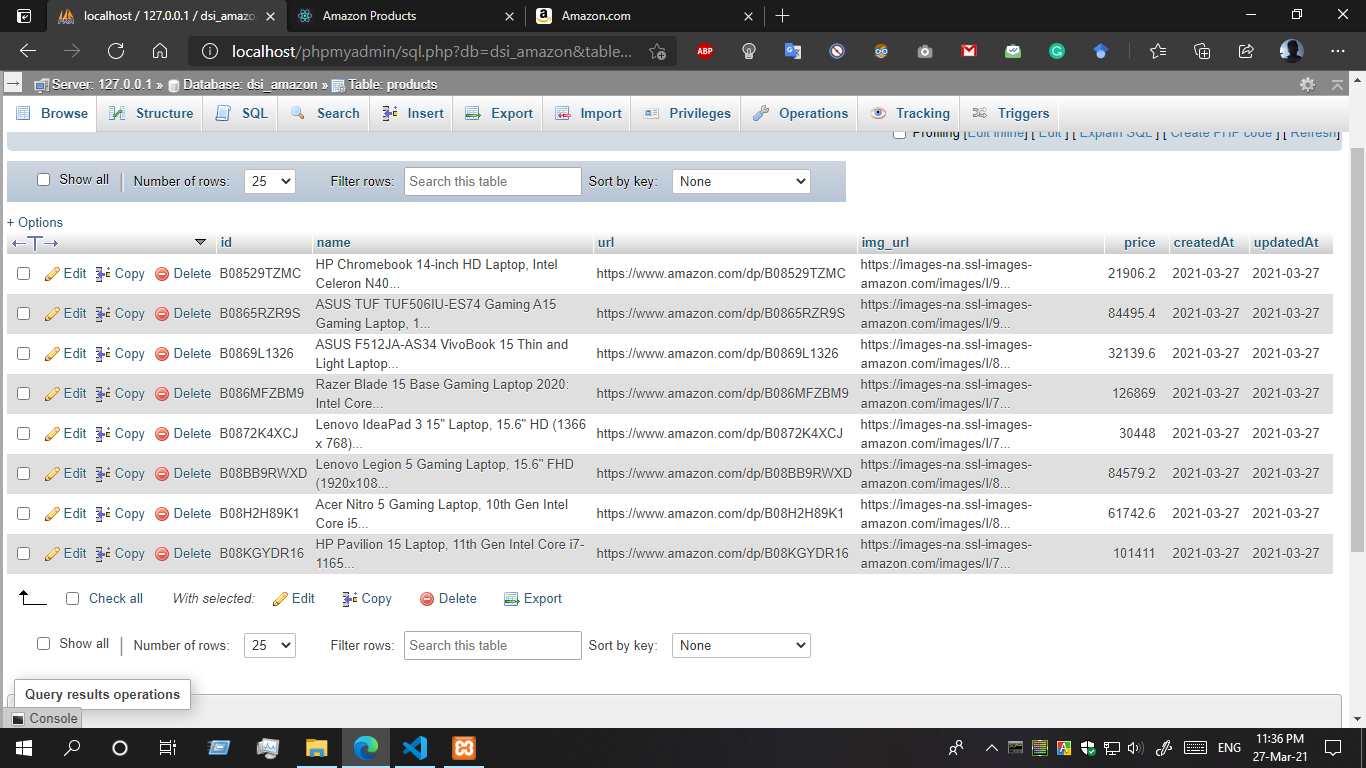 localhost / 127.0.0.1 / dsi_amazo
Amazon Products
Amazon.com
localhost/phpmyadmin/sql.php?db=dsi_amazon&table...
ABP
Server: 127.0.0.1 » Database: dsi_amazon » Table: products
Browse Structure SQL Search Insert Export Import Privileges Operations Tracking Triggers
Profiling [Edit inline] [ Edit ] [ Explain SQL ] [ Create PHP code ] [ Refresh]
Show all Number of rows: 25 Filter rows: Search this table Sort by key: None
+ Options
id name url img_url price createdAt updatedAt
Edit Copy Delete B08529TZMC HP Chromebook 14-inch HD Laptop, Intel Celeron N40... https://www.amazon.com/dp/B08529TZMC https://images-na.ssl-images-amazon.com/images/I/9... 21906.2 2021-03-27 2021-03-27
Edit Copy Delete B0865RZR9S ASUS TUF TUF506IU-ES74 Gaming A15 Gaming Laptop, 1... https://www.amazon.com/dp/B0865RZR9S https://images-na.ssl-images-amazon.com/images/I/9... 84495.4 2021-03-27 2021-03-27
Edit Copy Delete B0869L1326 ASUS F512JA-AS34 VivoBook 15 Thin and Light Laptop... https://www.amazon.com/dp/B0869L1326 https://images-na.ssl-images-amazon.com/images/I/8... 32139.6 2021-03-27 2021-03-27
Edit Copy Delete B086MFZBM9 Razer Blade 15 Base Gaming Laptop 2020: Intel Core... https://www.amazon.com/dp/B086MFZBM9 https://images-na.ssl-images-amazon.com/images/I/7... 126869 2021-03-27 2021-03-27
Edit Copy Delete B0872K4XCJ Lenovo IdeaPad 3 15" Laptop, 15.6" HD (1366 x 768)... https://www.amazon.com/dp/B0872K4XCJ https://images-na.ssl-images-amazon.com/images/I/7... 30448 2021-03-27 2021-03-27
Edit Copy Delete B08BB9RWXD Lenovo Legion 5 Gaming Laptop, 15.6" FHD (1920x108... https://www.amazon.com/dp/B08BB9RWXD https://images-na.ssl-images-amazon.com/images/I/8... 84579.2 2021-03-27 2021-03-27
Edit Copy Delete B08H2H89K1 Acer Nitro 5 Gaming Laptop, 10th Gen Intel Core i5... https://www.amazon.com/dp/B08H2H89K1 https://images-na.ssl-images-amazon.com/images/I/8... 61742.6 2021-03-27 2021-03-27
Edit Copy Delete B08KGYDR16 HP Pavilion 15 Laptop, 11th Gen Intel Core i7-1165... https://www.amazon.com/dp/B08KGYDR16 https://images-na.ssl-images-amazon.com/images/I/7... 101411 2021-03-27 2021-03-27
Check all With selected: Edit Copy Delete Export
Show all Number of rows: 25 Filter rows: Search this table Sort by key: None
Query results operations
Console
ENG
11:36 PM
27-Mar-21